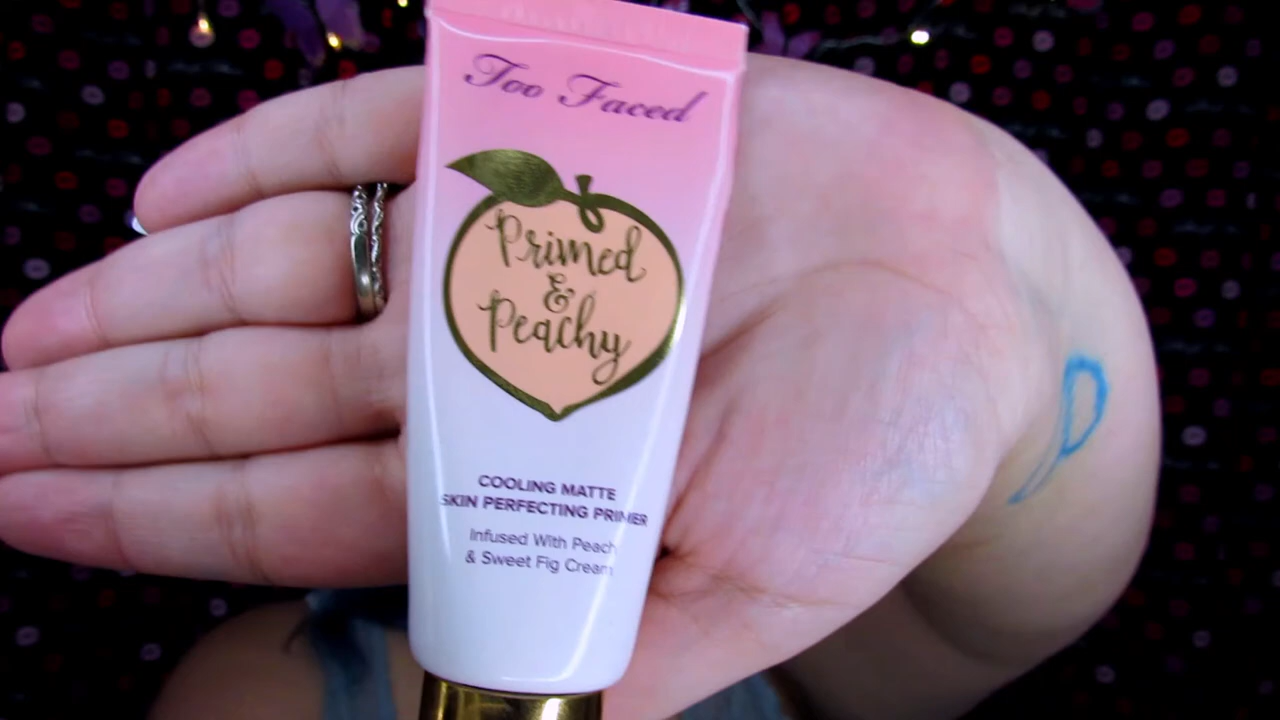 Too Faced
Primed
&
Peachy
COOLING MATTE
SKIN PERFECTING PRIMER
Infused With Peach
& Sweet Fig Cream